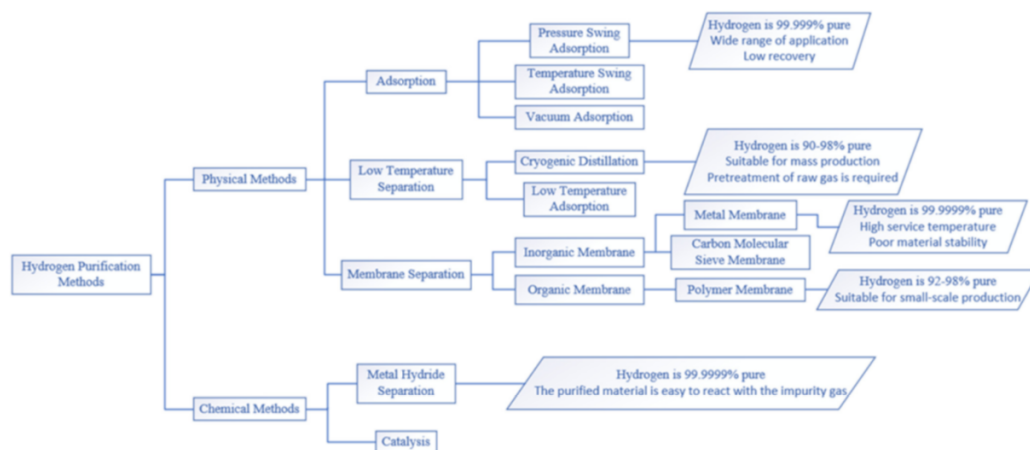 Hydrogen is 99.999% pure
Wide range of application
Low recovery
Pressure Swing
Adsorption
Adsorption
Temperature Swing
Adsorption
Vacuum Adsorption
Hydrogen is 90-98% pure
Suitable for mass production
Pretreatment of raw gas is required
Cryogenic Distillation
Physical Methods
Low Temperature
Separation
Low Temperature
Adsorption
Metal Membrane
Hydrogen is 99.9999% pure
High service temperature
Poor material stability
Inorganic Membrane
Carbon Molecular
Sieve Membrane
Hydrogen Purification
Methods
Membrane Separation
Organic Membrane
Polymer Membrane
Hydrogen is 92-98% pure
Suitable for small-scale production
Metal Hydride
Separation
Hydrogen is 99.9999% pure
The purified material is easy to react with the impurity gas
Chemical Methods
Catalysis